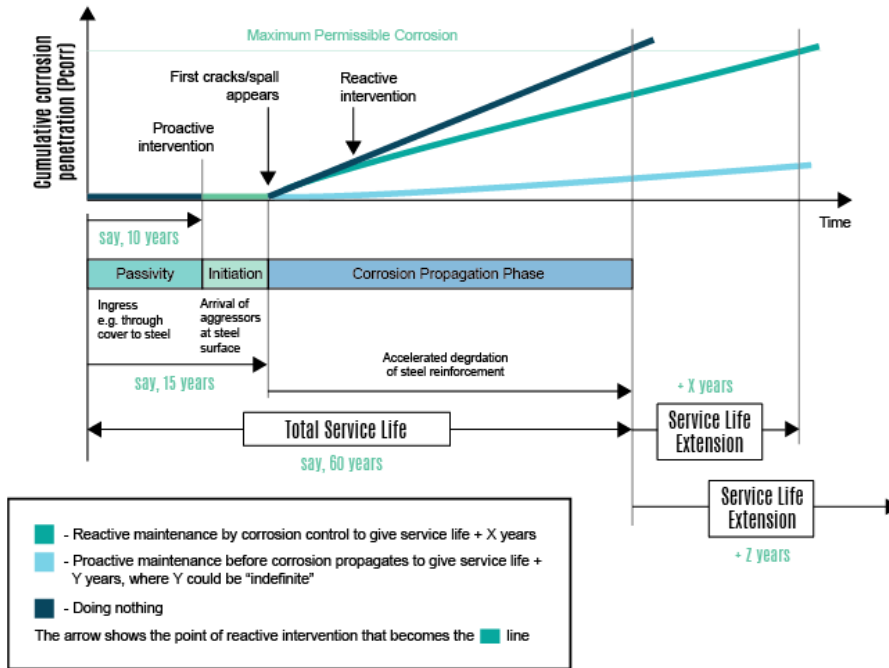 Maximum Permissible Corrosion
Cumulative corrosion
penetration (Pcorr)
First cracks/spall
appears
Reactive
intervention
Proactive
intervention
Time
say, 10 years
Passivity
Initiation
Corrosion Propagation Phase
Ingress
e.g. through
cover to steel
Arrival of
aggressors
at steel
surface
Accelerated degrdation
of steel reinforcement
say, 15 years
+ X years
Total Service Life
Service Life
Extension
say, 60 years
Service Life
Extension
+ Z years
- Reactive maintenance by corrosion control to give service life + X years
- Proactive maintenance before corrosion propagates to give service life +
Y years, where Y could be “indefinite”
- Doing nothing
The arrow shows the point of reactive intervention that becomes the line